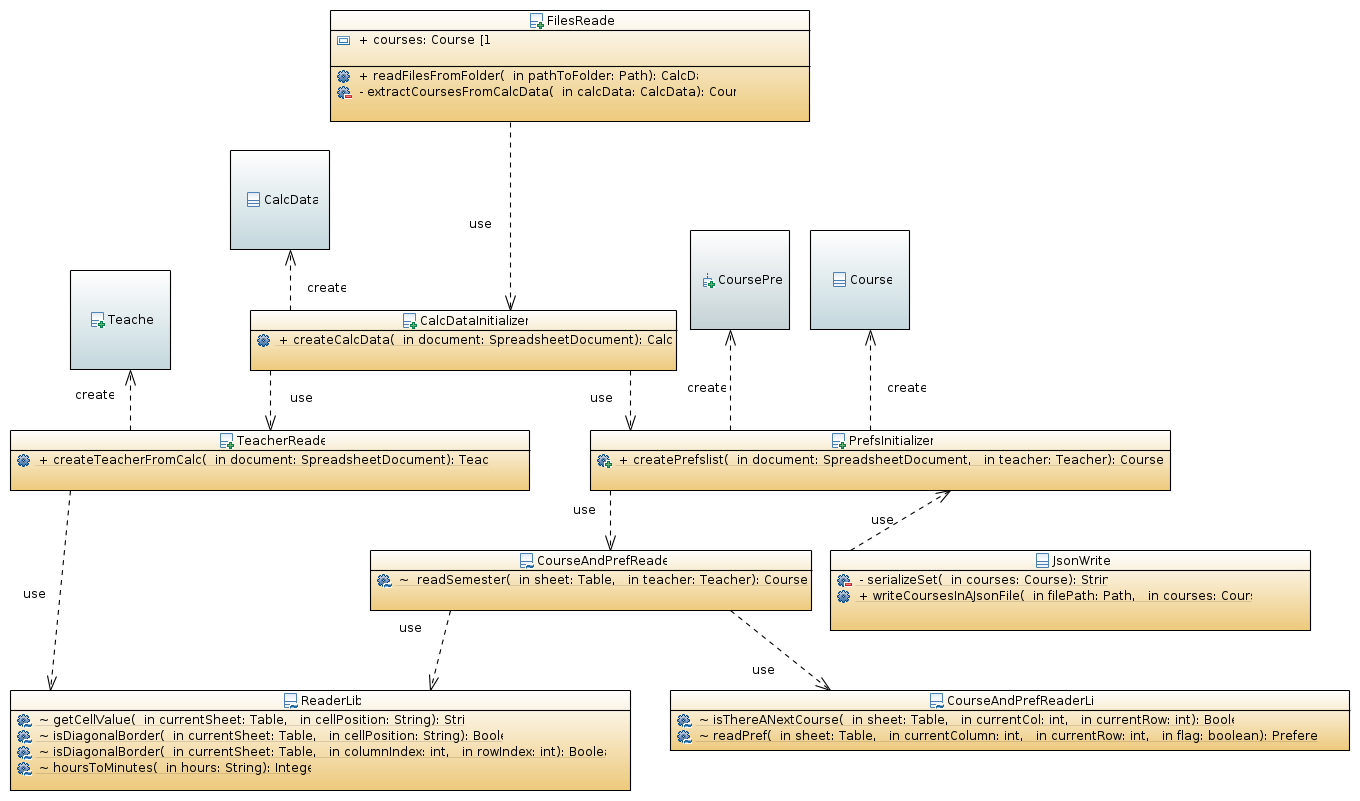 FilesReade
+ courses: Course [1
+ readFilesFromFolder( in pathToFolder: Path): CalcDa
- extractCoursesFromCalcData( in calcData: CalcData): Cour
CalcData
use
create
CoursePre
Course
Teache
CalcDataInitializer
+ createCalcData( in document: SpreadsheetDocument): Calc
create
use
use
create
create
TeacherReade
+ createTeacherFromCalc( in document: SpreadsheetDocument): Teac
PrefsInitializer
+ createPrefslist( in document: SpreadsheetDocument, in teacher: Teacher): Course
use
use
CourseAndPrefReade
~ readSemester( in sheet: Table, in teacher: Teacher): Course
JsonWrite
- serializeSet( in courses: Course): Strin
+ writeCoursesInAJsonFile( in filePath: Path, in courses: Cours
use
use
use
ReaderLib
~ getCellValue( in currentSheet: Table, in cellPosition: String): Stri
~ isDiagonalBorder( in currentSheet: Table, in cellPosition: String): Boole
~ isDiagonalBorder( in currentSheet: Table, in columnIndex: int, in rowIndex: int): Boolea
~ hoursToMinutes( in hours: String): Intege
CourseAndPrefReaderLi
~ isThereANextCourse( in sheet: Table, in currentCol: int, in currentRow: int): Boole
~ readPref( in sheet: Table, in currentColumn: int, in currentRow: int, in flag: boolean): Prefere